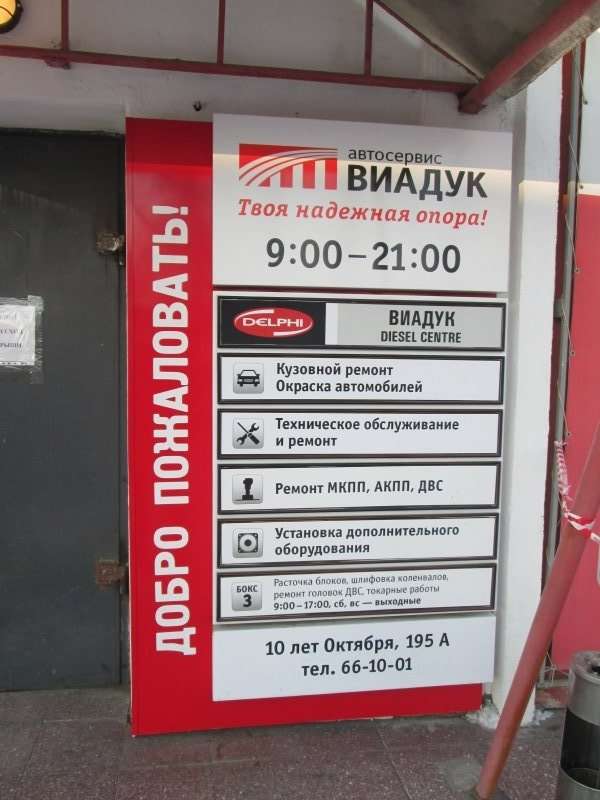 ДОБРО ПОЖАЛОВАТЬ!
автосервис
ВИАДУК
Твоя надежная опора!
9:00–21:00
DELPHI
ВИАДУК
DIESEL CENTRE
Кузовной ремонт
Окраска автомобилей
Техническое обслуживание
и ремонт
Ремонт МКПП, АКПП, ДВС
Установка дополнительного
оборудования
БОКС
3
Расточка блоков, шлифовка коленвалов,
ремонт головок ДВС, токарные работы
9:00–17:00, сб, вс — выходные
10 лет Октября, 195 А
тел. 66-10-01